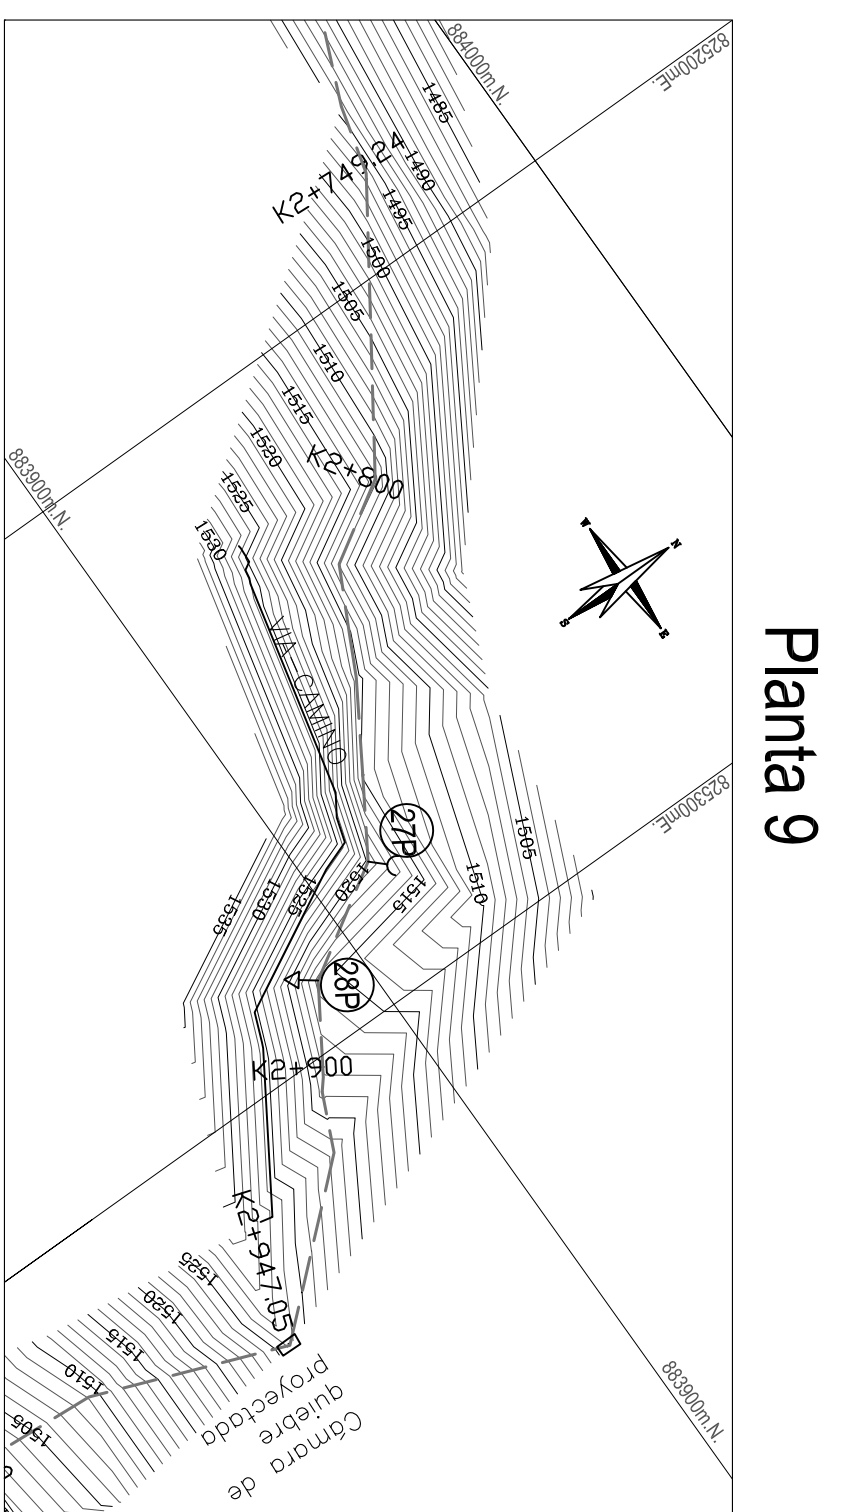 Planta 9
825200mE.
884000m.N.
1485
1490
K2+749.24
1495
1500
1505
1510
1515
1520
1525
1530
K2+800
883900m.N.
N
W
E
S
VIA CAMINO
825300mE.
27P
1505
1510
1515
1520
1525
1530
1535
28P
K2+900
K2+947.05
1525
1520
1515
1510
1505
Cámara de
quiebre
proyectada
883900m.N.